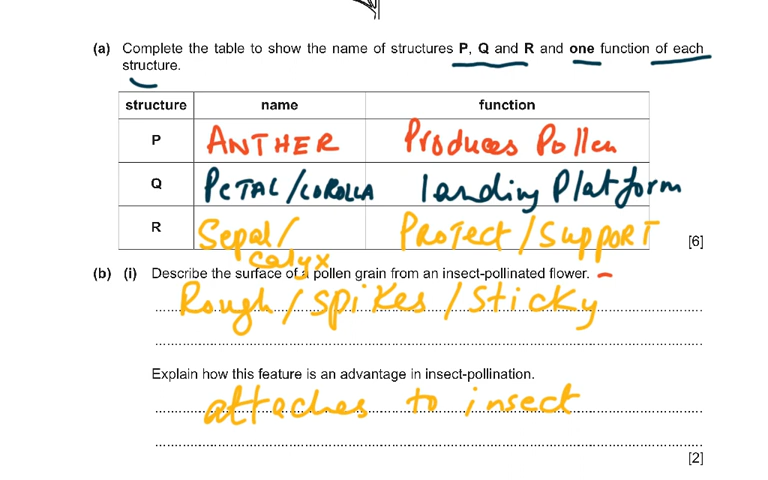 (a) Complete the table to show the name of structures P, Q and R and one function of each
structure.
structure name function
P ANTHER Produces Pollen
Q PETAL/COROLLA landing Platform
R Sepal/calyx PROTECT/SUPPORT [6]
(b) (i) Describe the surface of a pollen grain from an insect-pollinated flower.
Rough/spikes/sticky
Explain how this feature is an advantage in insect-pollination.
attaches to insect
[2]